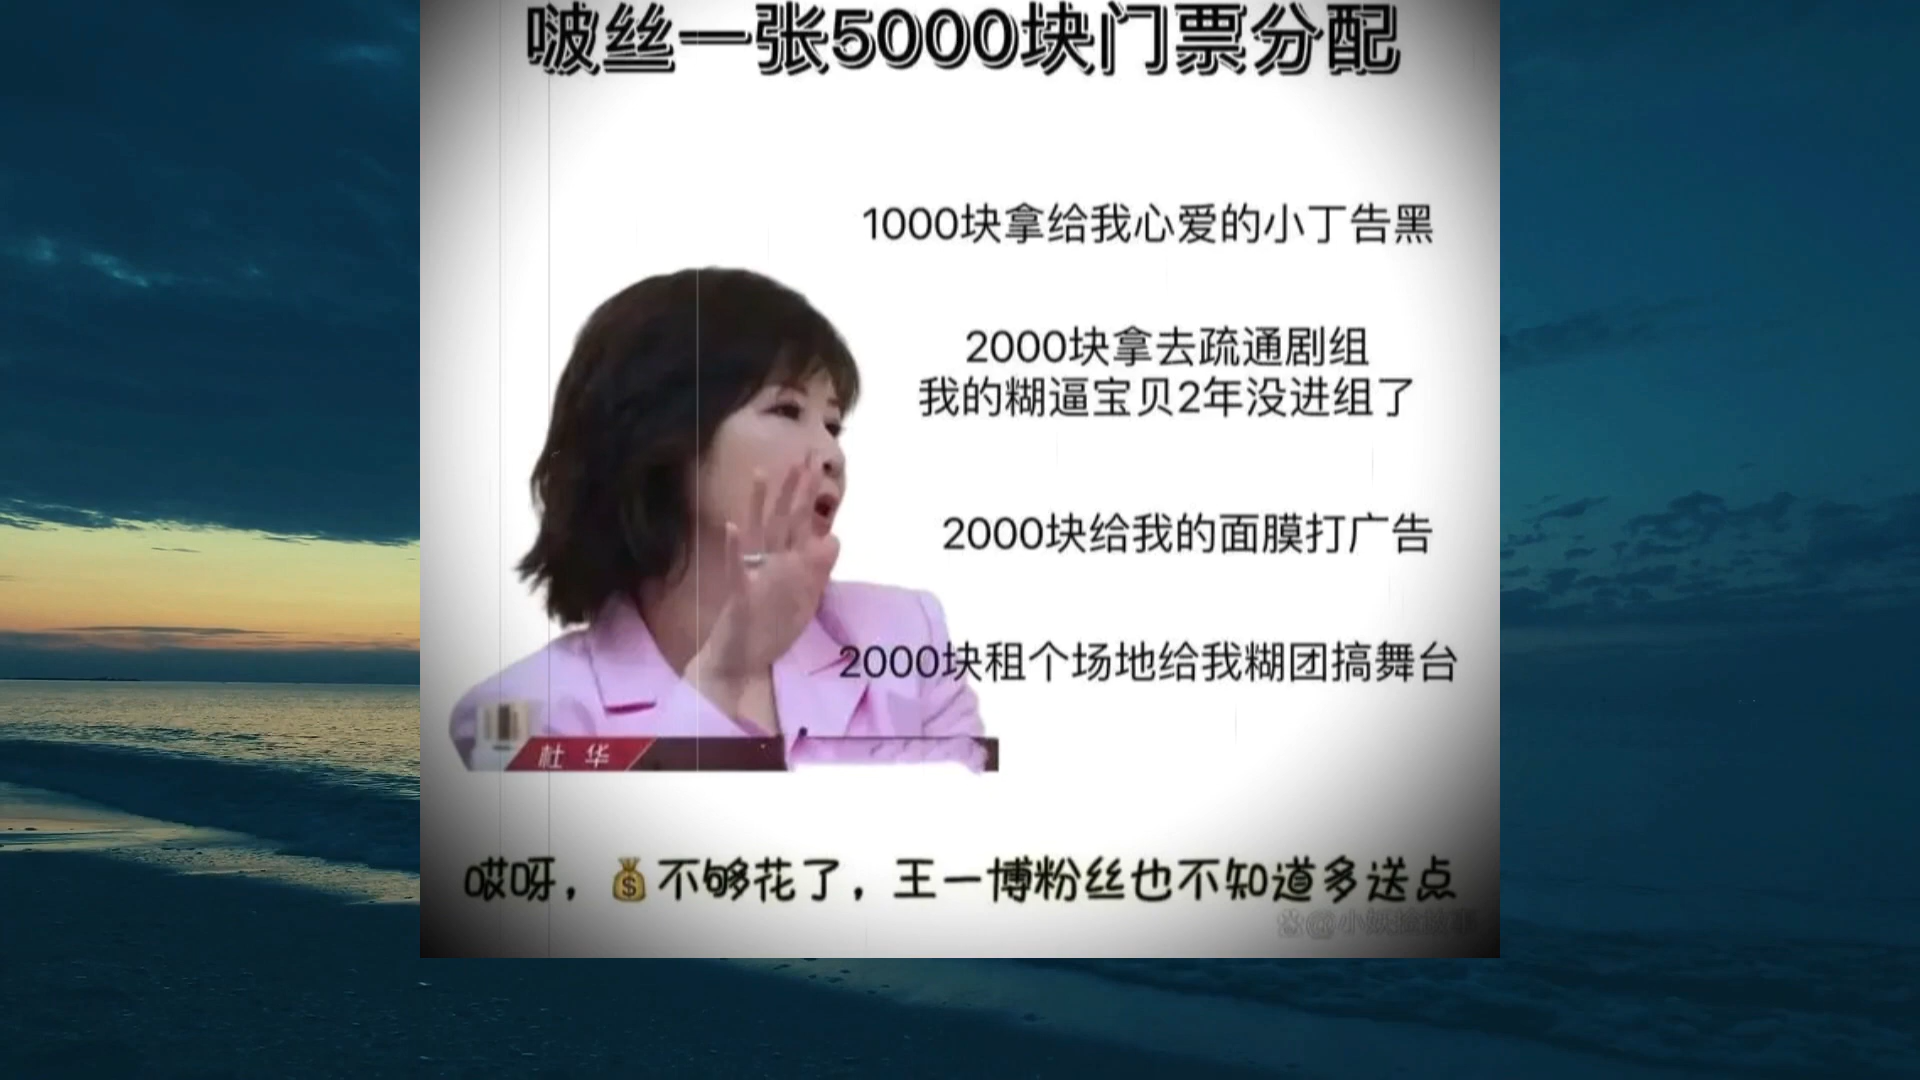 啵丝一张5000块门票分配
1000块拿给我心爱的小丁告黑
2000块拿去疏通剧组
我的糊逼宝贝2年没进组了
2000块给我的面膜打广告
2000块租个场地给我糊团搞舞台
杜华
哎呀，💰不够花了，王一博粉丝也不知道多送点